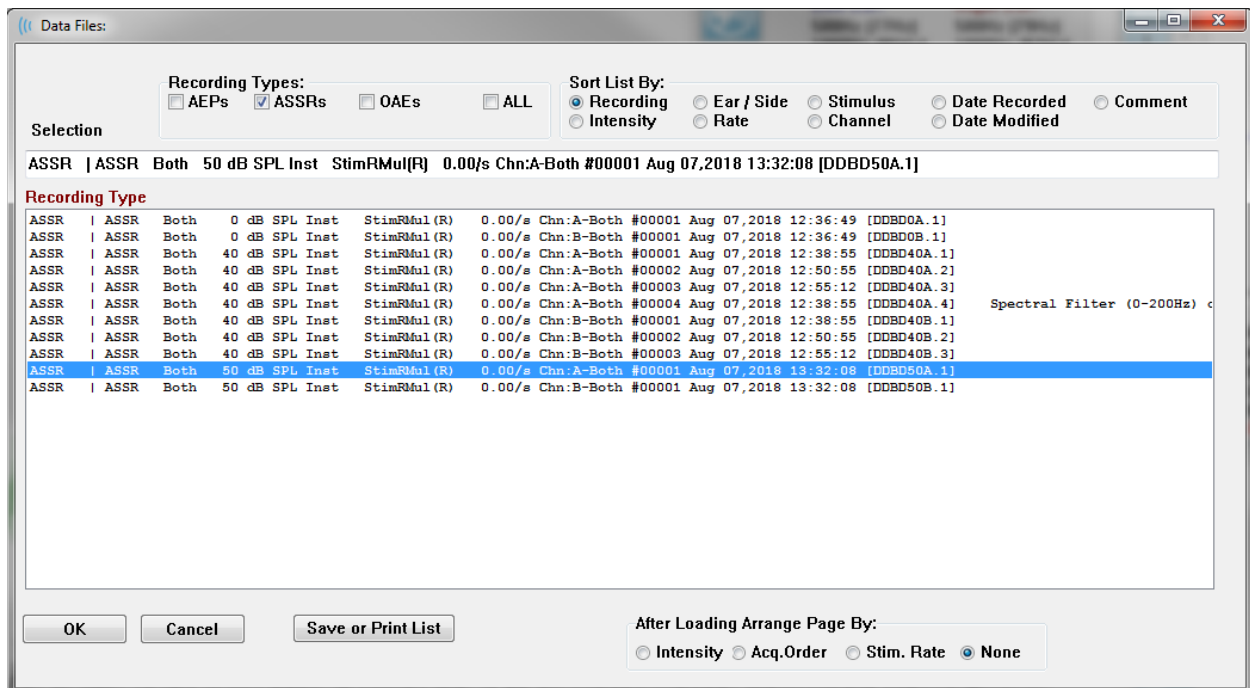 Data Files:
Recording Types:
AEPs ASSRs OAEs ALL
Sort List By:
Recording Ear / Side Stimulus Date Recorded Comment
Intensity Rate Channel Date Modified
Selection
ASSR | ASSR Both 50 dB SPL Inst StimRMul(R) 0.00/s Chn:A-Both #00001 Aug 07,2018 13:32:08 [DDBD50A.1]
Recording Type
ASSR | ASSR Both 0 dB SPL Inst StimRMul(R) 0.00/s Chn:A-Both #00001 Aug 07,2018 12:36:49 [DDBD0A.1]
ASSR | ASSR Both 0 dB SPL Inst StimRMul(R) 0.00/s Chn:B-Both #00001 Aug 07,2018 12:36:49 [DDBD0B.1]
ASSR | ASSR Both 40 dB SPL Inst StimRMul(R) 0.00/s Chn:A-Both #00001 Aug 07,2018 12:38:55 [DDBD40A.1]
ASSR | ASSR Both 40 dB SPL Inst StimRMul(R) 0.00/s Chn:A-Both #00002 Aug 07,2018 12:50:55 [DDBD40A.2]
ASSR | ASSR Both 40 dB SPL Inst StimRMul(R) 0.00/s Chn:A-Both #00003 Aug 07,2018 12:55:12 [DDBD40A.3]
ASSR | ASSR Both 40 dB SPL Inst StimRMul(R) 0.00/s Chn:A-Both #00004 Aug 07,2018 12:38:55 [DDBD40A.4] Spectral Filter (0-200Hz)
ASSR | ASSR Both 40 dB SPL Inst StimRMul(R) 0.00/s Chn:B-Both #00001 Aug 07,2018 12:38:55 [DDBD40B.1]
ASSR | ASSR Both 40 dB SPL Inst StimRMul(R) 0.00/s Chn:B-Both #00002 Aug 07,2018 12:50:55 [DDBD40B.2]
ASSR | ASSR Both 40 dB SPL Inst StimRMul(R) 0.00/s Chn:B-Both #00003 Aug 07,2018 12:55:12 [DDBD40B.3]
ASSR | ASSR Both 50 dB SPL Inst StimRMul(R) 0.00/s Chn:A-Both #00001 Aug 07,2018 13:32:08 [DDBD50A.1]
ASSR | ASSR Both 50 dB SPL Inst StimRMul(R) 0.00/s Chn:B-Both #00001 Aug 07,2018 13:32:08 [DDBD50B.1]
OK Cancel Save or Print List
After Loading Arrange Page By:
Intensity Acq.Order Stim. Rate None